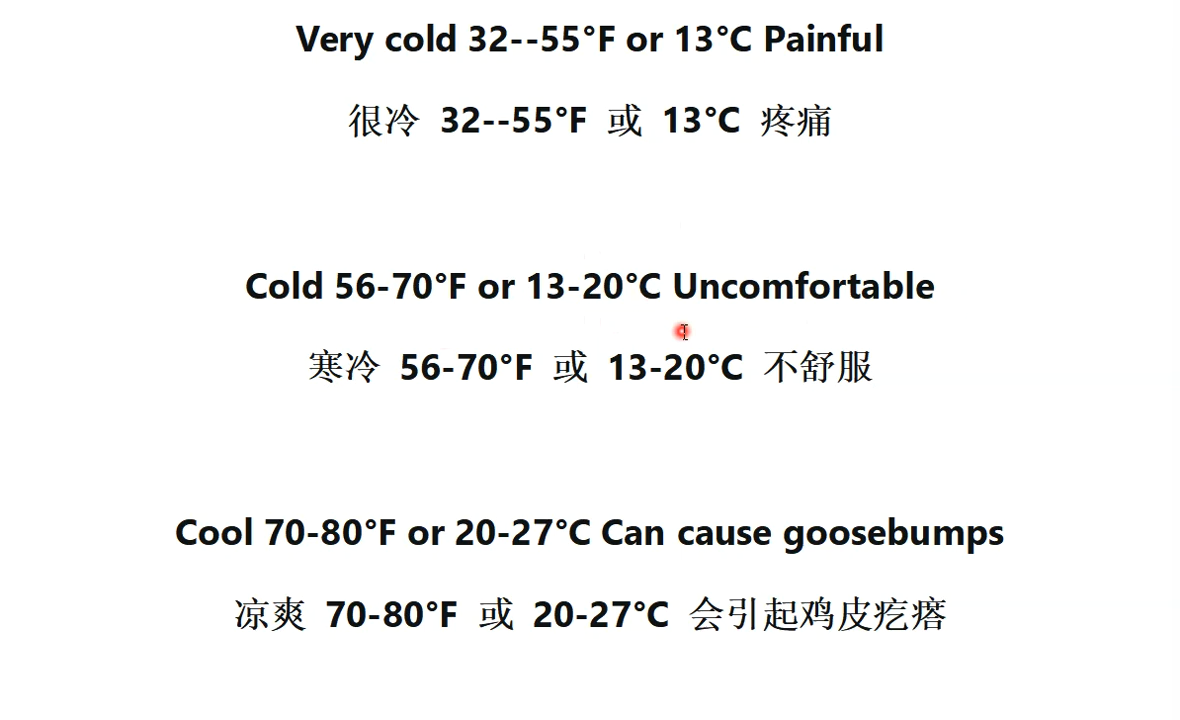 Very cold 32--55°F or 13°C Painful
很冷 32--55°F 或 13°C 疼痛
Cold 56-70°F or 13-20°C Uncomfortable
寒冷 56-70°F 或 13-20°C 不舒服
Cool 70-80°F or 20-27°C Can cause goosebumps
凉爽 70-80°F 或 20-27°C 会引起鸡皮疙瘩